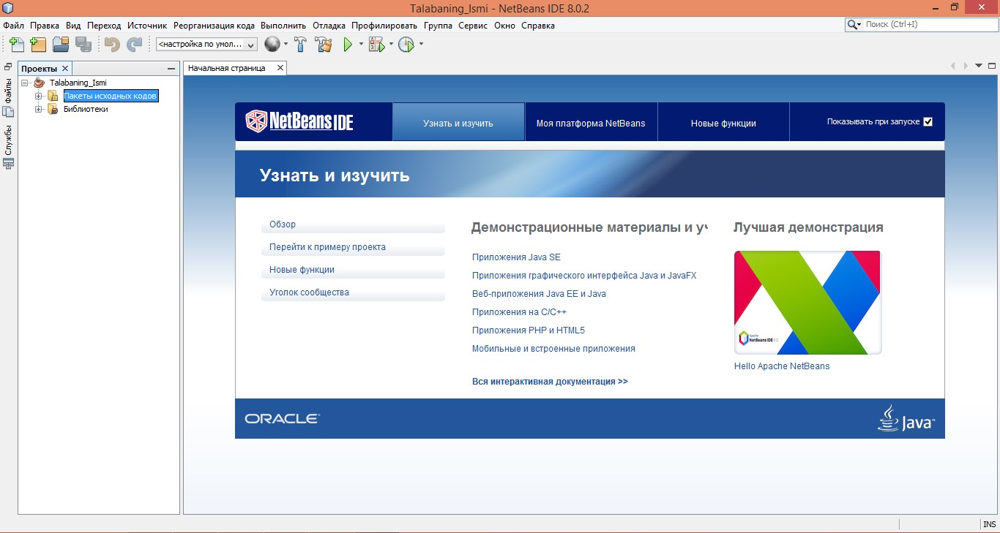 Talabaning_Ismi - NetBeans IDE 8.0.2
Файл Правка Вид Переход Источник Реорганизация кода Выполнить Отладка Профилировать Группа Сервис Окно Справка
Поиск (Ctrl+I)
<настройка по умол...
Проекты
Начальная страница
Файлы
Службы
Talabaning_Ismi
Пакеты исходных кодов
Библиотеки
NetBeans IDE
Узнать и изучить
Моя платформа NetBeans
Новые функции
Показывать при запуске
Узнать и изучить
Обзор
Перейти к примеру проекта
Новые функции
Уголок сообщества
Демонстрационные материалы и уч
Приложения Java SE
Приложения графического интерфейса Java и JavaFX
Веб-приложения Java EE и Java
Приложения на C/C++
Приложения PHP и HTML5
Мобильные и встроенные приложения
Вся интерактивная документация >>
Лучшая демонстрация
Apache
NetBeans IDE 9.0
Hello Apache NetBeans
ORACLE
Java
INS